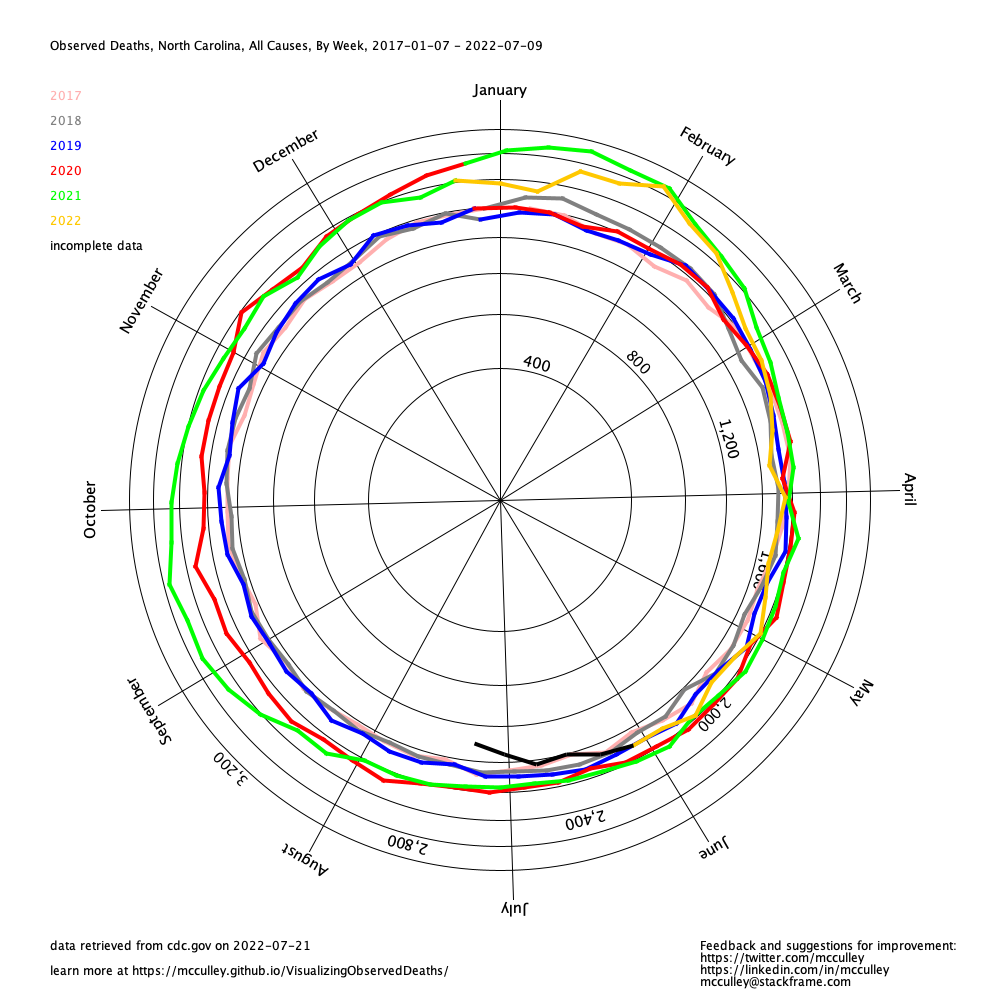 Observed Deaths, North Carolina, All Causes, By Week, 2017-01-07 - 2022-07-09
2017
2018
2019
2020
2021
2022
incomplete data
January
February
March
April
May
June
July
August
September
October
November
December
400
800
1,200
1,600
2,000
2,400
2,800
3,200
data retrieved from cdc.gov on 2022-07-21
learn more at https://mcculley.github.io/VisualizingObservedDeaths/
Feedback and suggestions for improvement:
https://twitter.com/mcculley
https://linkedin.com/in/mcculley
mcculley@stackframe.com